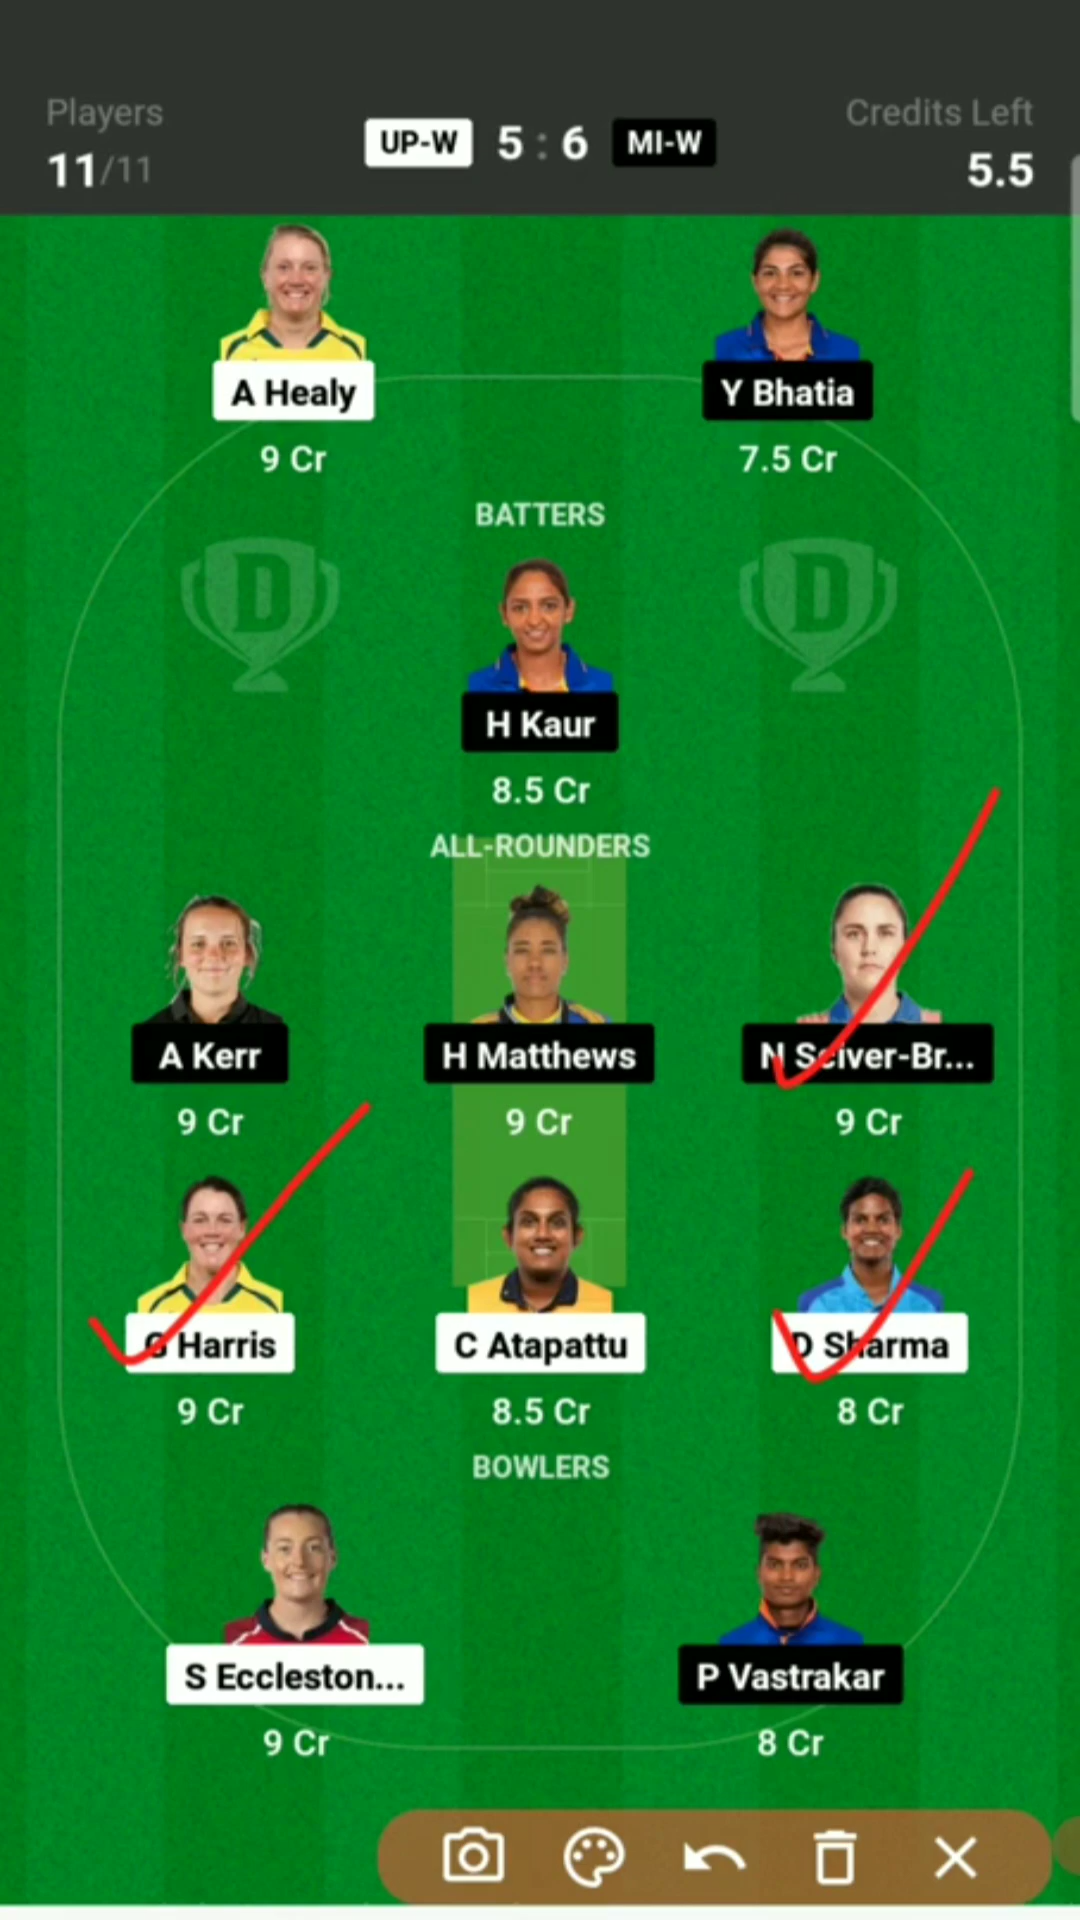 Players
Credits Left
11/11
UP-W 5 : 6 MI-W
5.5
A Healy
Y Bhatia
9 Cr
7.5 Cr
BATTERS
D
D
H Kaur
8.5 Cr
ALL-ROUNDERS
A Kerr
H Matthews
N Sciver-Br...
9 Cr
9 Cr
9 Cr
G Harris
C Atapattu
D Sharma
9 Cr
8.5 Cr
8 Cr
BOWLERS
S Eccleston...
P Vastrakar
9 Cr
8 Cr